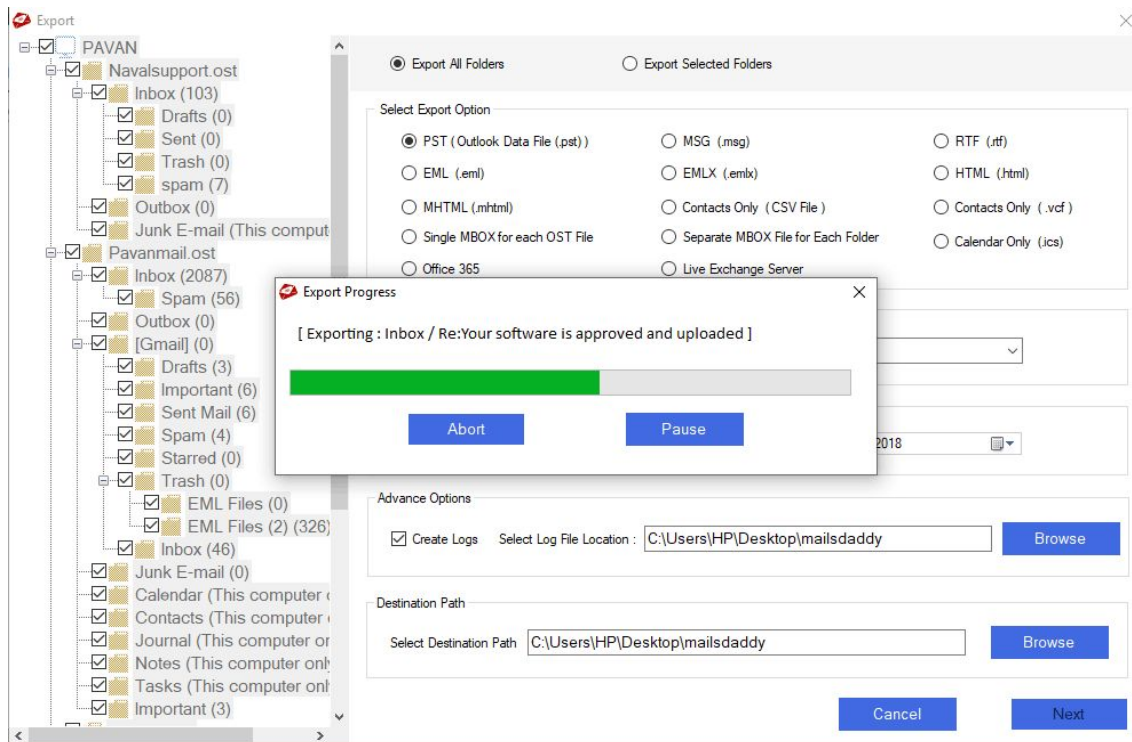 Export
PAVAN
Navalsupport.ost
Inbox (103)
Drafts (0)
Sent (0)
Trash (0)
spam (7)
Outbox (0)
Junk E-mail (This comput
Pavanmail.ost
Inbox (2087)
Spam (56)
Outbox (0)
[Gmail] (0)
Drafts (3)
Important (6)
Sent Mail (6)
Spam (4)
Starred (0)
Trash (0)
EML Files (0)
EML Files (2) (326)
Inbox (46)
Junk E-mail (0)
Calendar (This computer
Contacts (This computer
Journal (This computer or
Notes (This computer only
Tasks (This computer onl
Important (3)
Export All Folders
Export Selected Folders
Select Export Option
PST ( Outlook Data File (.pst) )
MSG (.msg)
RTF (.rtf)
EML (.eml)
EMLX (.emlx)
HTML (.html)
MHTML (.mhtml)
Contacts Only ( CSV File )
Contacts Only ( .vcf )
Single MBOX for each OST File
Separate MBOX File for Each Folder
Calendar Only (.ics)
Office 365
Live Exchange Server
Export Progress
[ Exporting : Inbox / Re:Your software is approved and uploaded ]
Abort
Pause
2018
Advance Options
Create Logs
Select Log File Location :
C:\Users\HP\Desktop\mailsdaddy
Browse
Destination Path
Select Destination Path
C:\Users\HP\Desktop\mailsdaddy
Browse
Cancel
Next